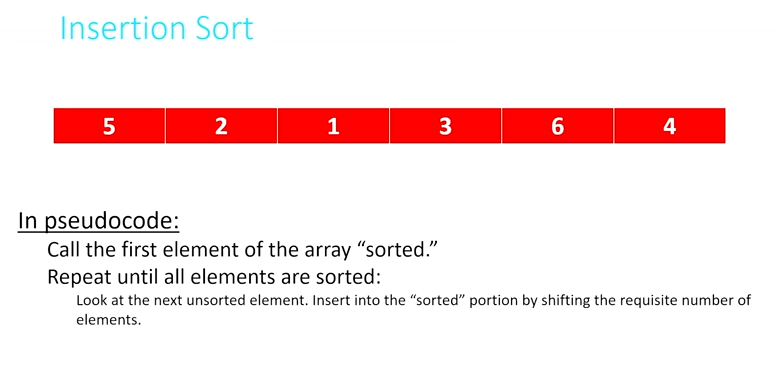 Insertion Sort
5 2 1 3 6 4
In pseudocode:
Call the first element of the array “sorted.”
Repeat until all elements are sorted:
Look at the next unsorted element. Insert into the “sorted” portion by shifting the requisite number of
elements.